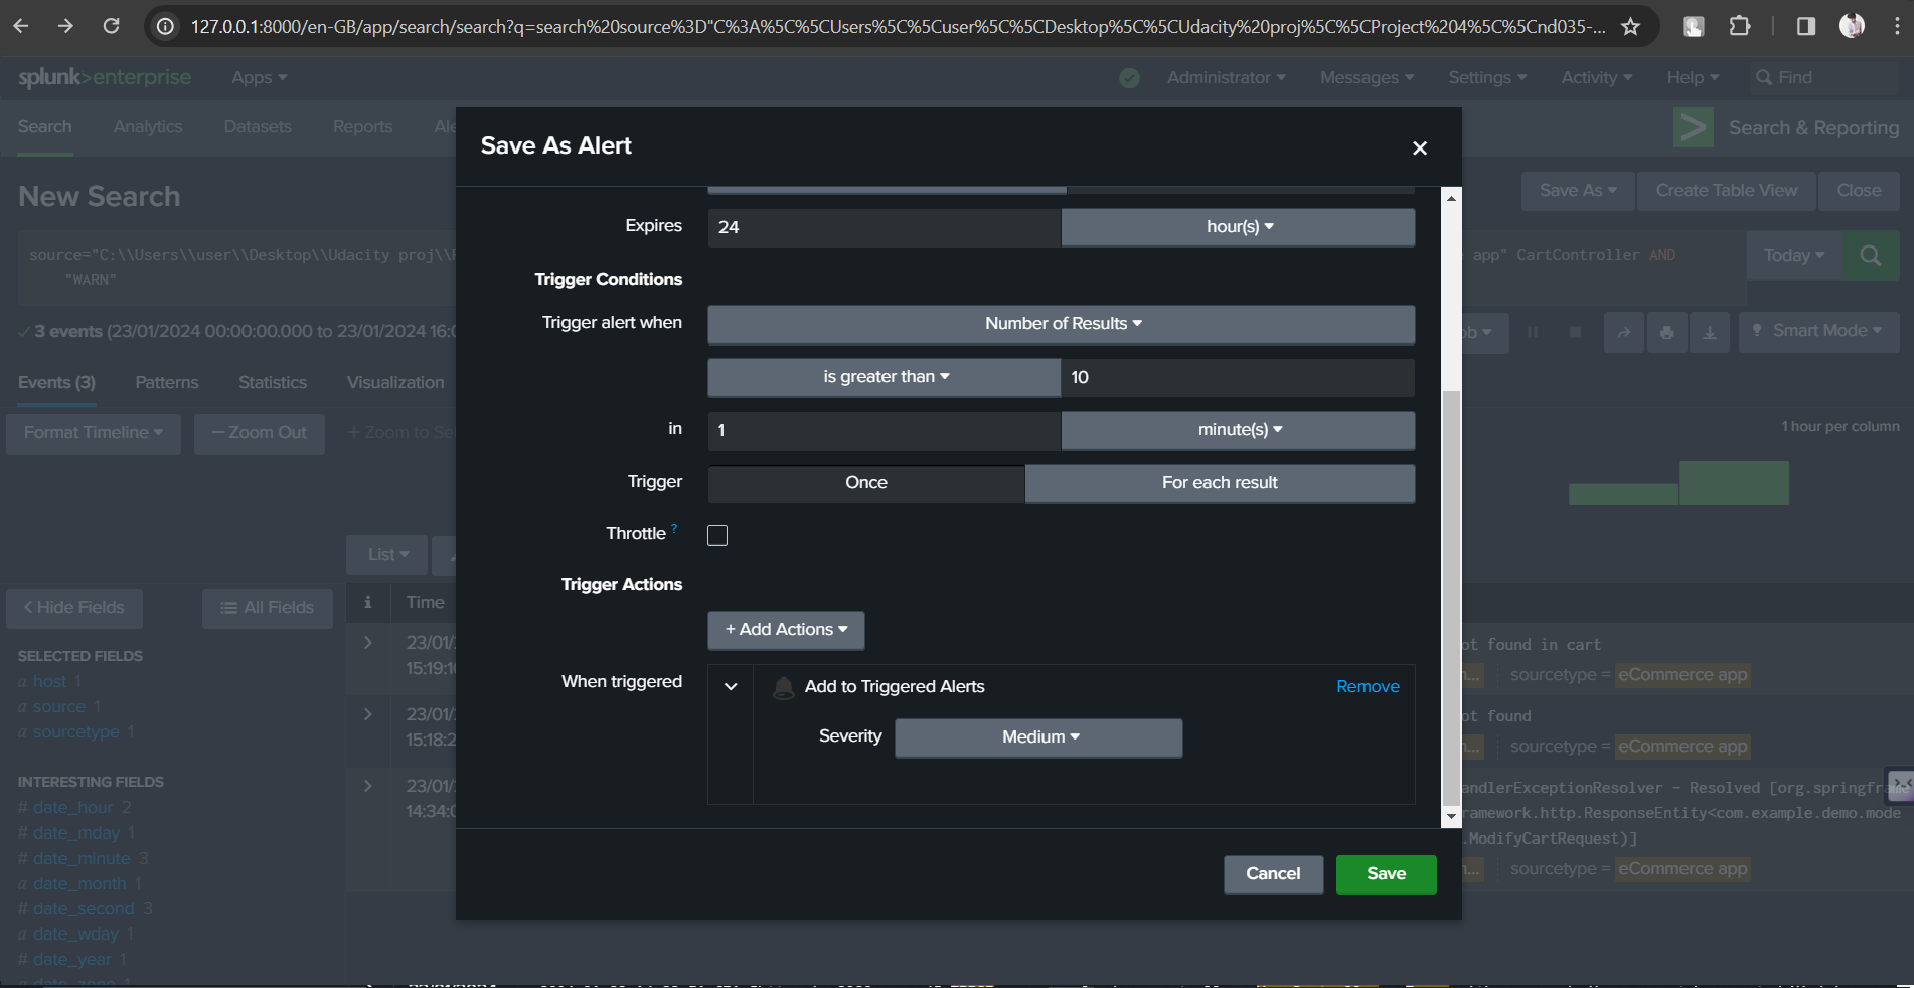 127.0.0.1:8000/en-GB/app/search/search?q=search%20source%3D"C%3A%5C%5CUsers%5C%5Cuser%5C%5CDesktop%5C%5CUdacity%20proj%5C%5CProject%204%5C%5Cnd035-...
splunk>enterprise Apps Administrator Messages Settings Activity Help Find
Search Analytics Datasets Reports Search & Reporting
Save As Alert
New Search Save As Create Table View Close
source="C:\\Users\\user\\Desktop\\Udacity proj\\ app" CartController AND Today
"WARN"
3 events (23/01/2024 00:00:00.000 to 23/01/2024 16:0
Smart Mode
Events (3) Patterns Statistics Visualization
Format Timeline — Zoom Out + Zoom to Se
1 hour per column
List
< Hide Fields All Fields i Time
SELECTED FIELDS
a host 1
a source 1
a sourcetype 1
INTERESTING FIELDS
# date_hour 2
# date_mday 1
# date_minute 3
a date_month 1
# date_second 3
a date_wday 1
# date_year 1
23/01/
15:19:1
23/01/
15:18:2
23/01/
14:34:0
Expires 24 hour(s)
Trigger Conditions
Trigger alert when Number of Results
is greater than 10
in 1 minute(s)
Trigger Once For each result
Throttle ?
Trigger Actions
+ Add Actions
When triggered Add to Triggered Alerts Remove
Severity Medium
Cancel Save
ot found in cart
sourcetype = eCommerce app
ot found
sourcetype = eCommerce app
andlerExceptionResolver - Resolved [org.springframe
ramework.http.ResponseEntity<com.example.demo.mode
.ModifyCartRequest)]
sourcetype = eCommerce app